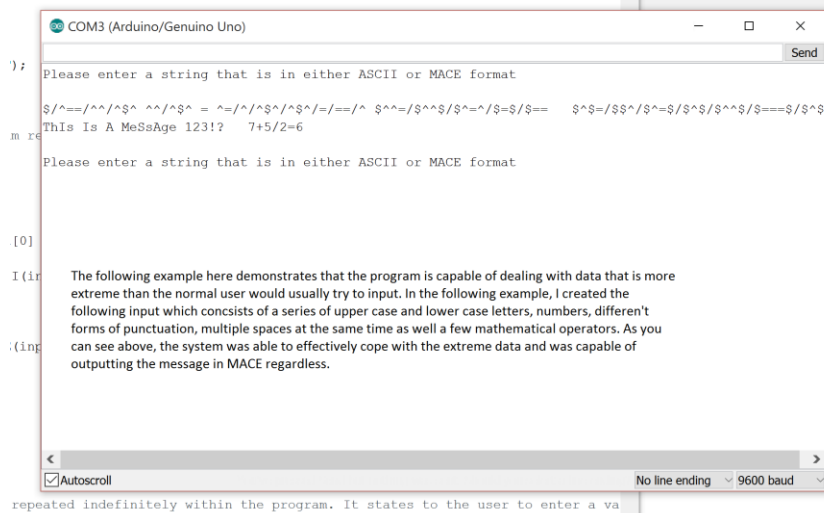 COM3 (Arduino/Genuino Uno)
Send
');
Please enter a string that is in either ASCII or MACE format
$/^==/^^/^$^ ^^/^$^ = ^=/^/^$^/^$^/=/==/^ $^^=/$^^$/$^=^/$=$/$==   $^$=/$$^/$^=$/$^$/$^^$/$===$/$^$
m re
ThIs Is A MeSsAge 123!?   7+5/2=6
Please enter a string that is in either ASCII or MACE format
[0]
I(in
The following example here demonstrates that the program is capable of dealing with data that is more
extreme than the normal user would usually try to input. In the following example, I created the
following input which concsists of a series of upper case and lower case letters, numbers, differen't
forms of punctuation, multiple spaces at the same time as well a few mathematical operators. As you
(inp
can see above, the system was able to effectively cope with the extreme data and was capable of
outputting the message in MACE regardless.
Autoscroll
No line ending
9600 baud
repeated indefinitely within the program. It states to the user to enter a va